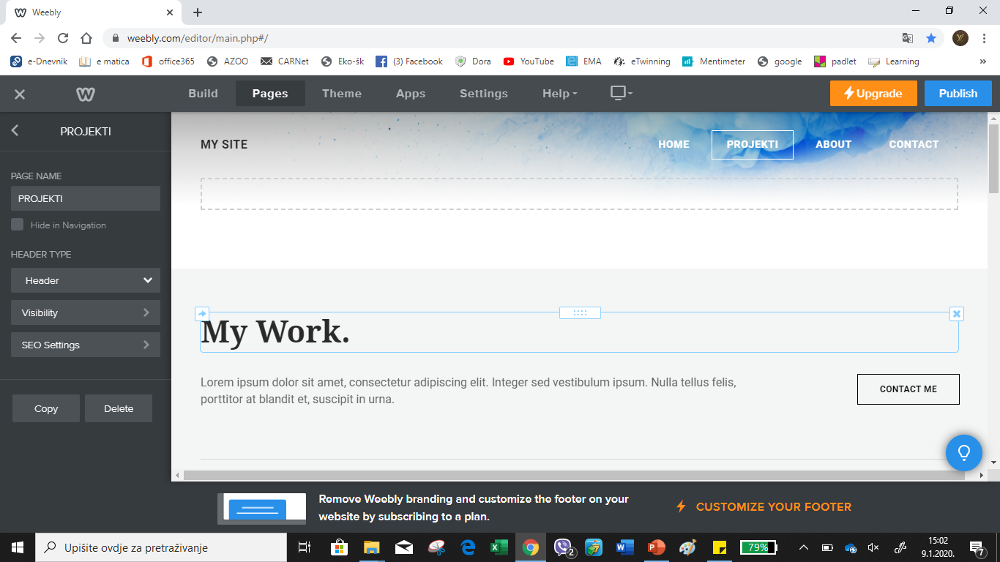 Weebly
weebly.com/editor/main.php#/
e-Dnevnik e matica office365 AZOO CARNet Eko-šk (3) Facebook Dora YouTube EMA eTwinning Mentimeter google padlet Learning »
Build Pages Theme Apps Settings Help Upgrade Publish
PROJEKTI
MY SITE HOME PROJEKTI ABOUT CONTACT
PAGE NAME
PROJEKTI
Hide in Navigation
HEADER TYPE
Header
Visibility
SEO Settings
Copy Delete
My Work.
Lorem ipsum dolor sit amet, consectetur adipiscing elit. Integer sed vestibulum ipsum. Nulla tellus felis,
porttitor at blandit et, suscipit in urna.
CONTACT ME
Remove Weebly branding and customize the footer on your
website by subscribing to a plan.
CUSTOMIZE YOUR FOOTER
Upišite ovdje za pretraživanje
2
79%
15:02
9.1.2020.
7